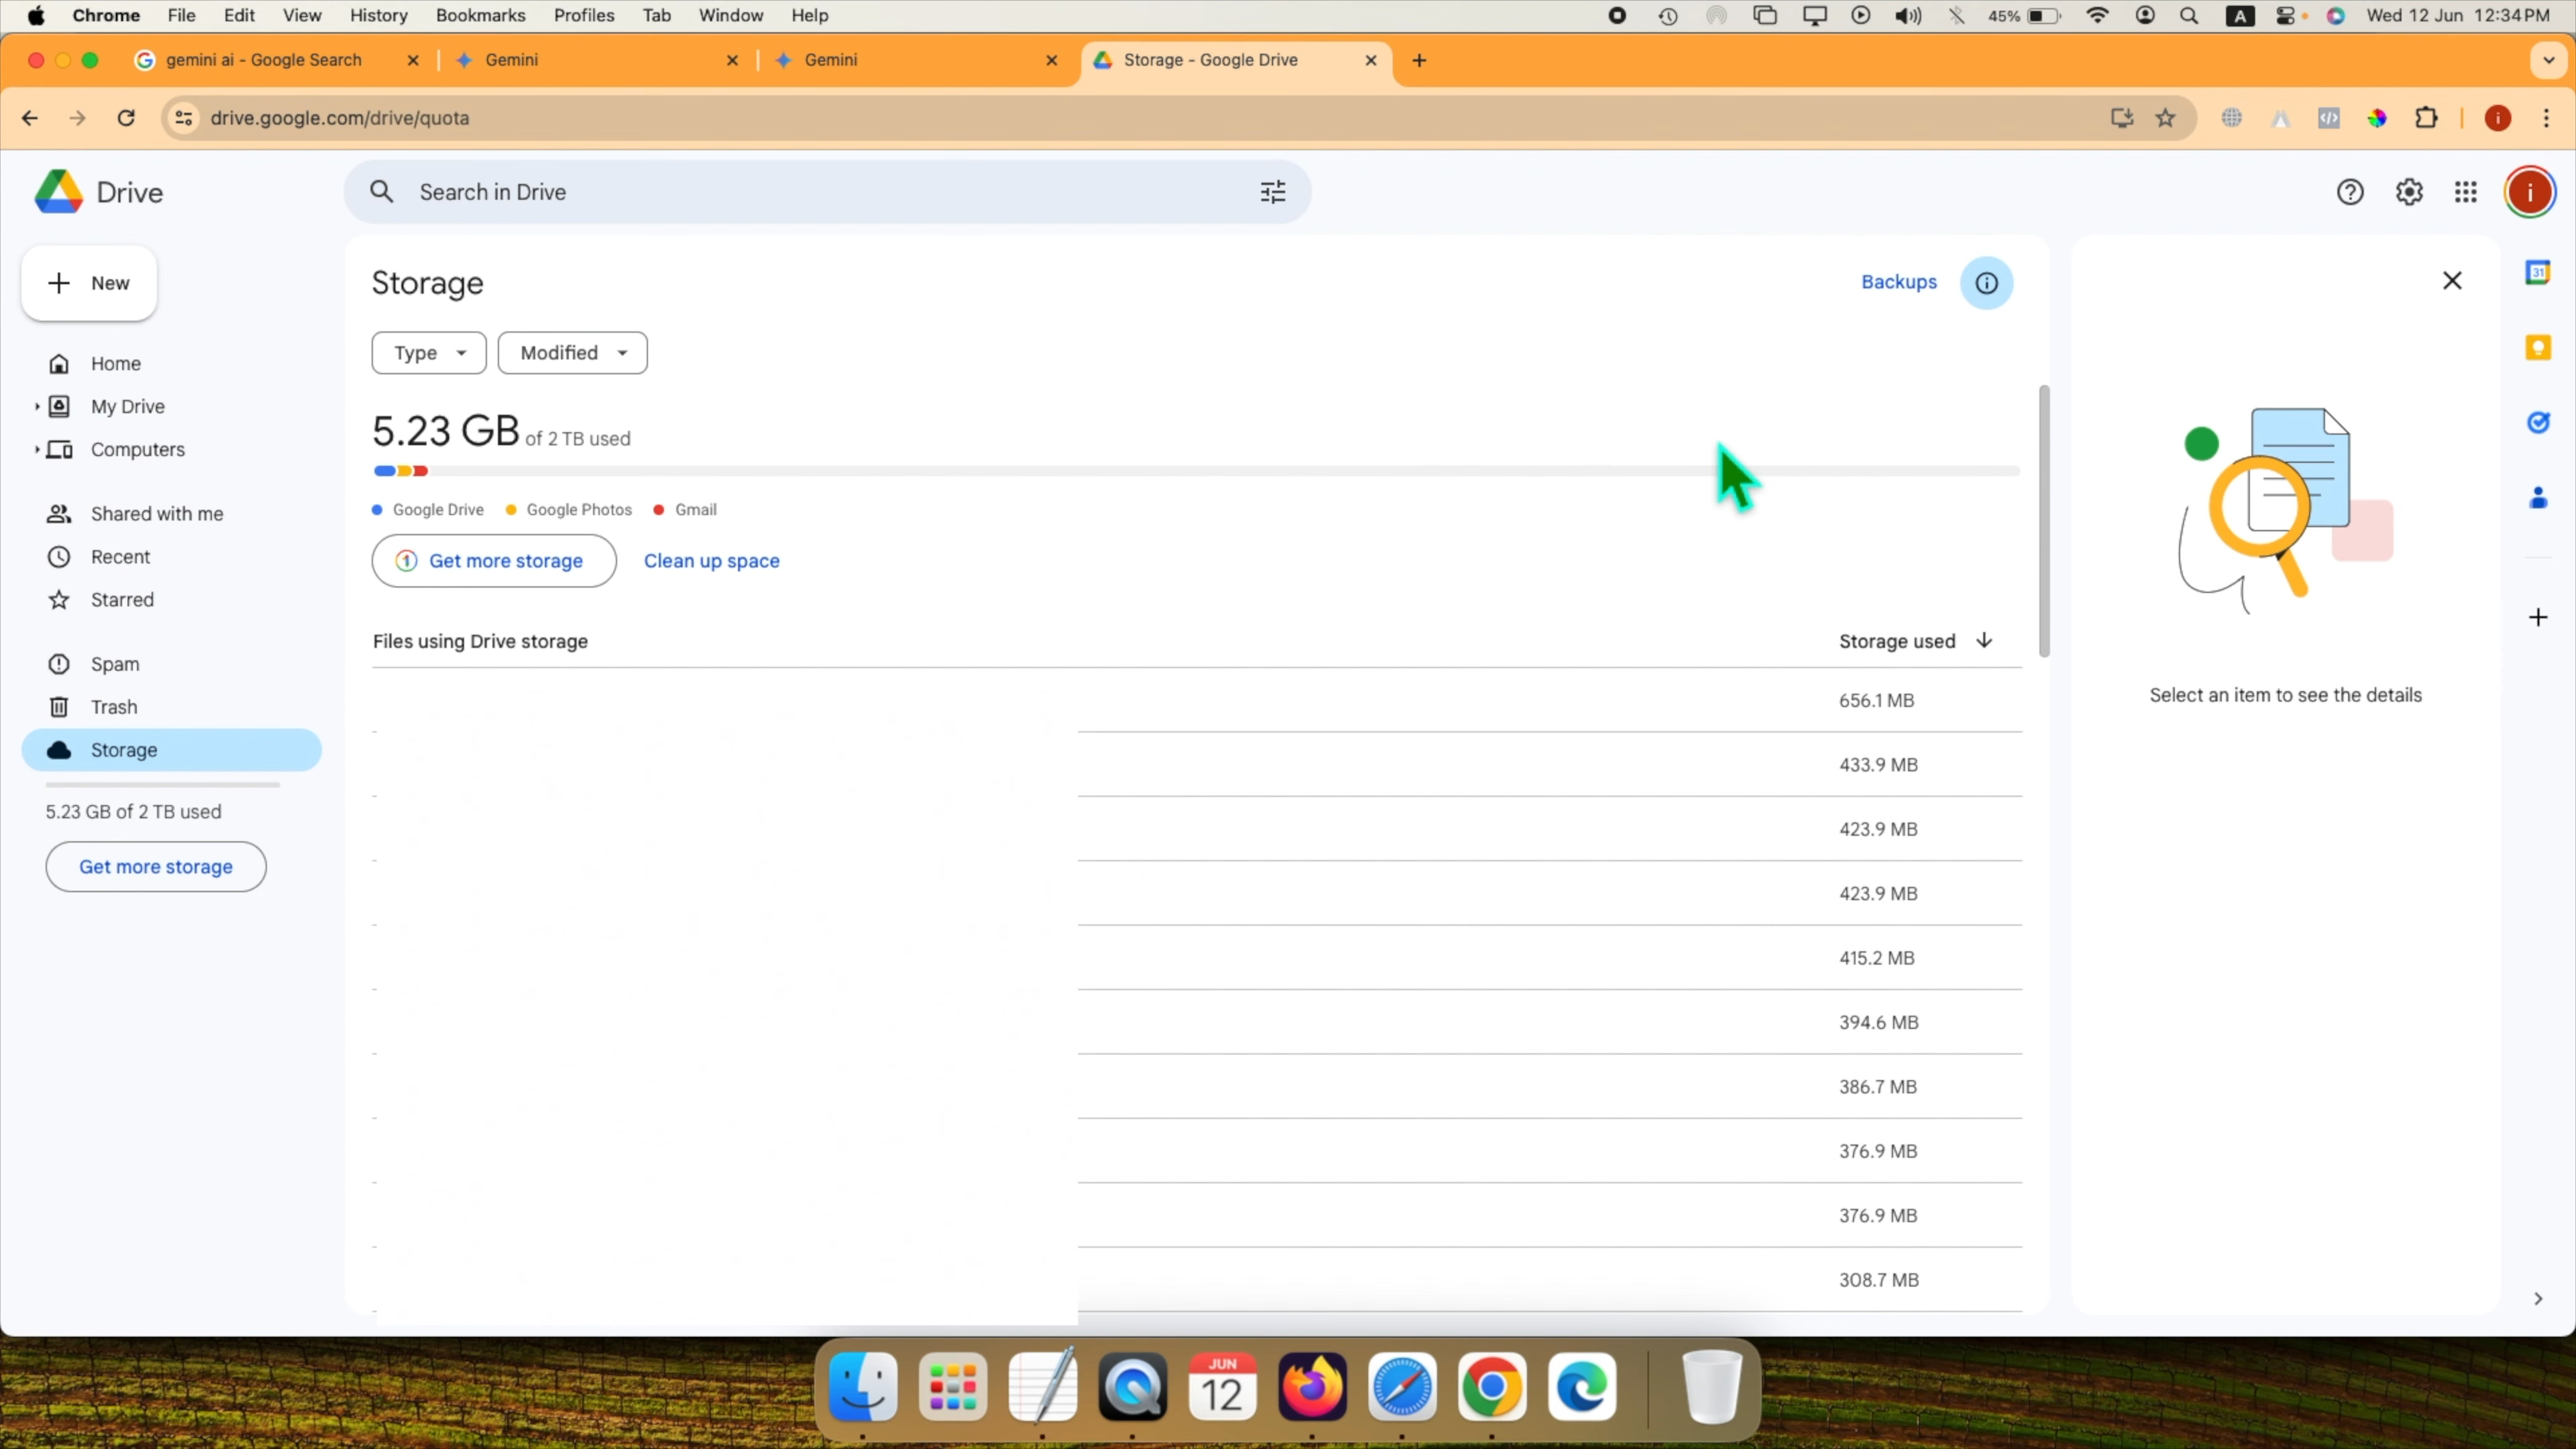 Chrome File Edit View History Bookmarks Profiles Tab Window Help 45% A Wed 12 Jun 12:34 PM
gemini ai - Google Search Gemini Gemini Storage - Google Drive
drive.google.com/drive/quota i
Drive Search in Drive i
New
Home
My Drive
Computers
Shared with me
Recent
Starred
Spam
Trash
Storage
5.23 GB of 2 TB used
Get more storage
Storage Backups
Type Modified
5.23 GB of 2 TB used
Google Drive Google Photos Gmail
1 Get more storage Clean up space
Files using Drive storage Storage used
656.1 MB
433.9 MB
423.9 MB
423.9 MB
415.2 MB
394.6 MB
386.7 MB
376.9 MB
376.9 MB
308.7 MB
Select an item to see the details
31
JUN
12